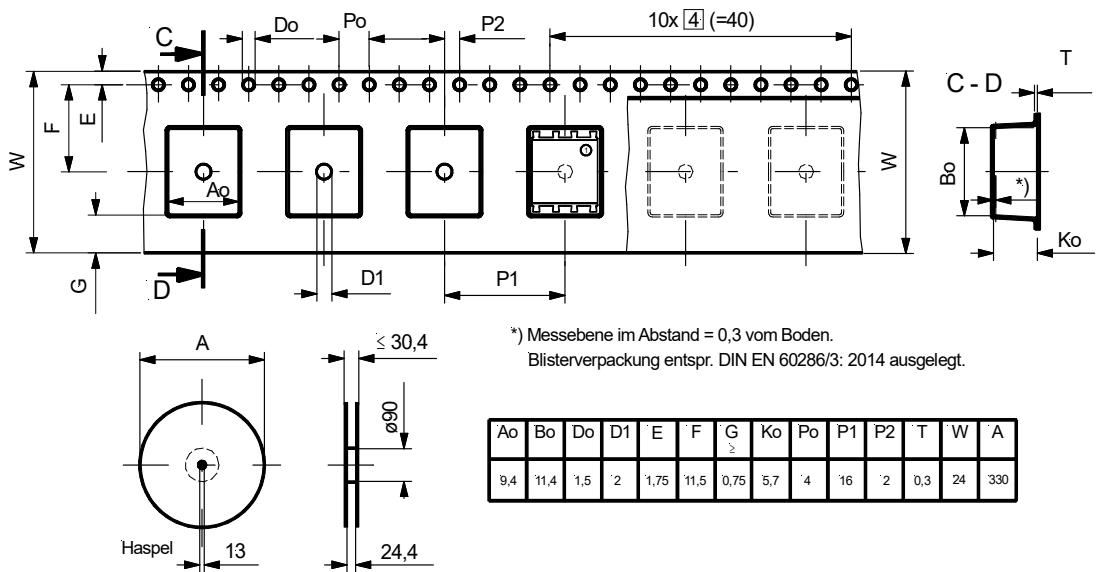 C
Do
Po
P2
10x 4 (=40)
T
C - D
W
F
E
1
W
Bo
*)
Ao
Ko
G
D
D1
P1
A
≤ 30,4
*) Messebene im Abstand = 0,3 vom Boden.
Blisterverpackung entspr. DIN EN 60286/3: 2014 ausgelegt.
ø90
Ao Bo Do D1 E F G ≥ Ko Po P1 P2 T W A
9,4 11,4 1,5 2 1,75 11,5 0,75 5,7 4 16 2 0,3 24 330
Haspel
13
24,4